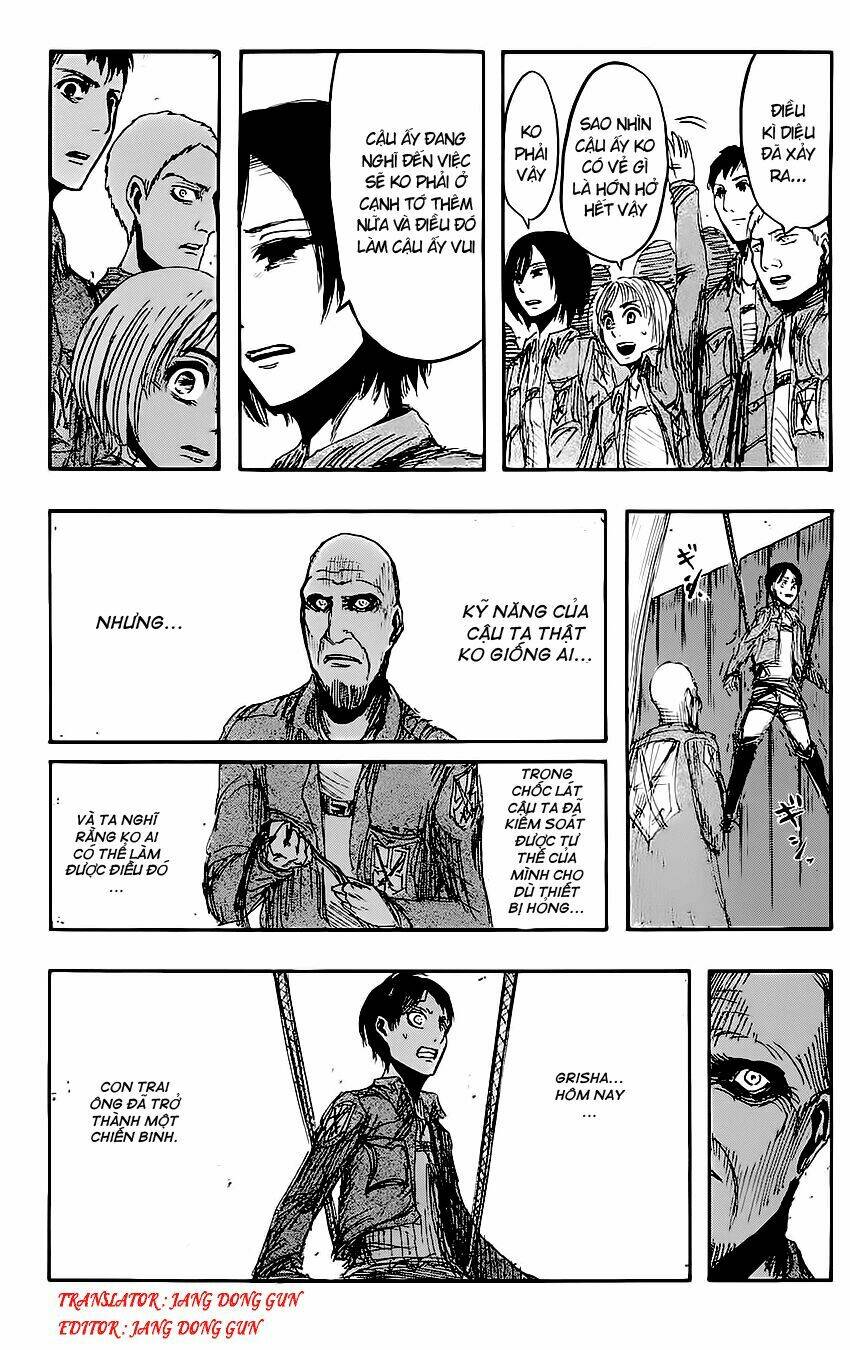 ĐIỀU
KÌ DIỆU
ĐÃ XẢY
RA...
SAO NHÌN
CẬU ẤY KO
CÓ VẺ GÌ
LÀ HỚN HỞ
HẾT VẬY
KO
PHẢI
VẬY
CẬU ẤY ĐANG
NGHĨ ĐẾN VIỆC
SẼ KO PHẢI Ở
CẠNH TỚ THÊM
NỮA VÀ ĐIỀU ĐÓ
LÀM CẬU ẤY VUI
ギシ
ギシ
KỸ NĂNG CỦA
CẬU TA THẬT
KO GIỐNG AI...
NHƯNG...
TRONG
CHỐC LÁT
CẬU TA ĐÃ
KIỂM SOÁT
ĐƯỢC TƯ
THẾ CỦA
MÌNH CHO
DÙ THIẾT
BỊ HỎNG...
VÀ TA NGHĨ
RẰNG KO AI
CÓ THỂ LÀM
ĐƯỢC ĐIỀU ĐÓ
...
GRISHA...
HÔM NAY
...
CON TRAI
ÔNG ĐÃ TRỞ
THÀNH MỘT
CHIẾN BINH.
TRANSLATOR : JANG DONG GUN
EDITOR : JANG DONG GUN